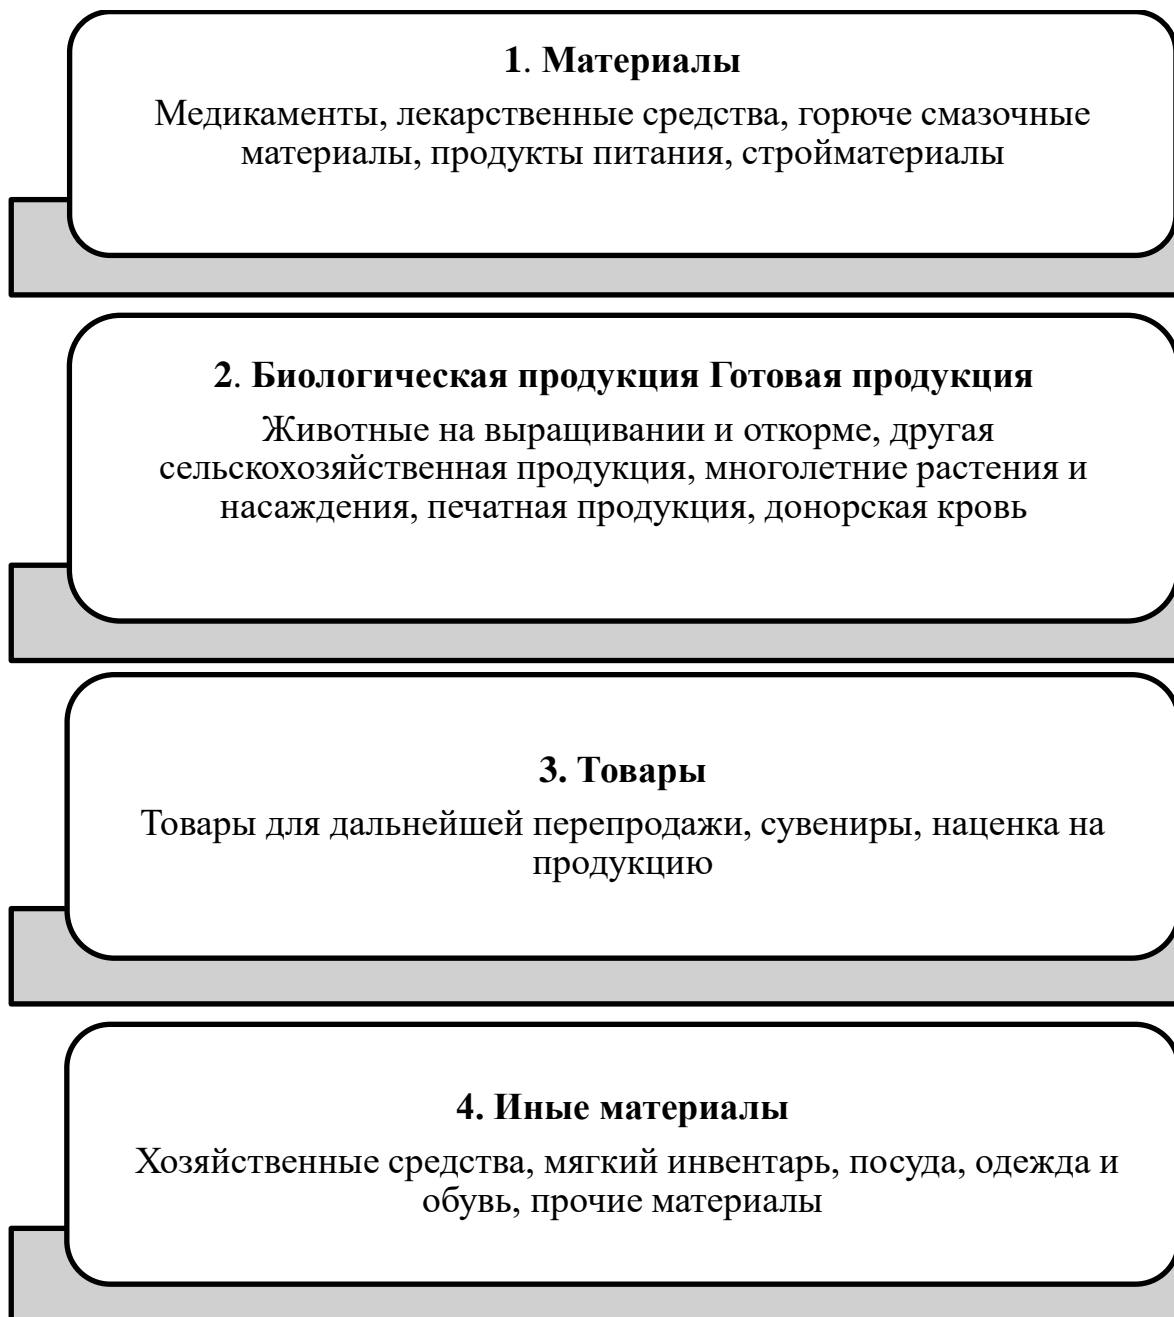 1. Материалы
Медикаменты, лекарственные средства, горюче смазочные
материалы, продукты питания, стройматериалы
2. Биологическая продукция Готовая продукция
Животные на выращивании и откорме, другая
сельскохозяйственная продукция, многолетние растения и
насаждения, печатная продукция, донорская кровь
3. Товары
Товары для дальнейшей перепродажи, сувениры, наценка на
продукцию
4. Иные материалы
Хозяйственные средства, мягкий инвентарь, посуда, одежда и
обувь, прочие материалы